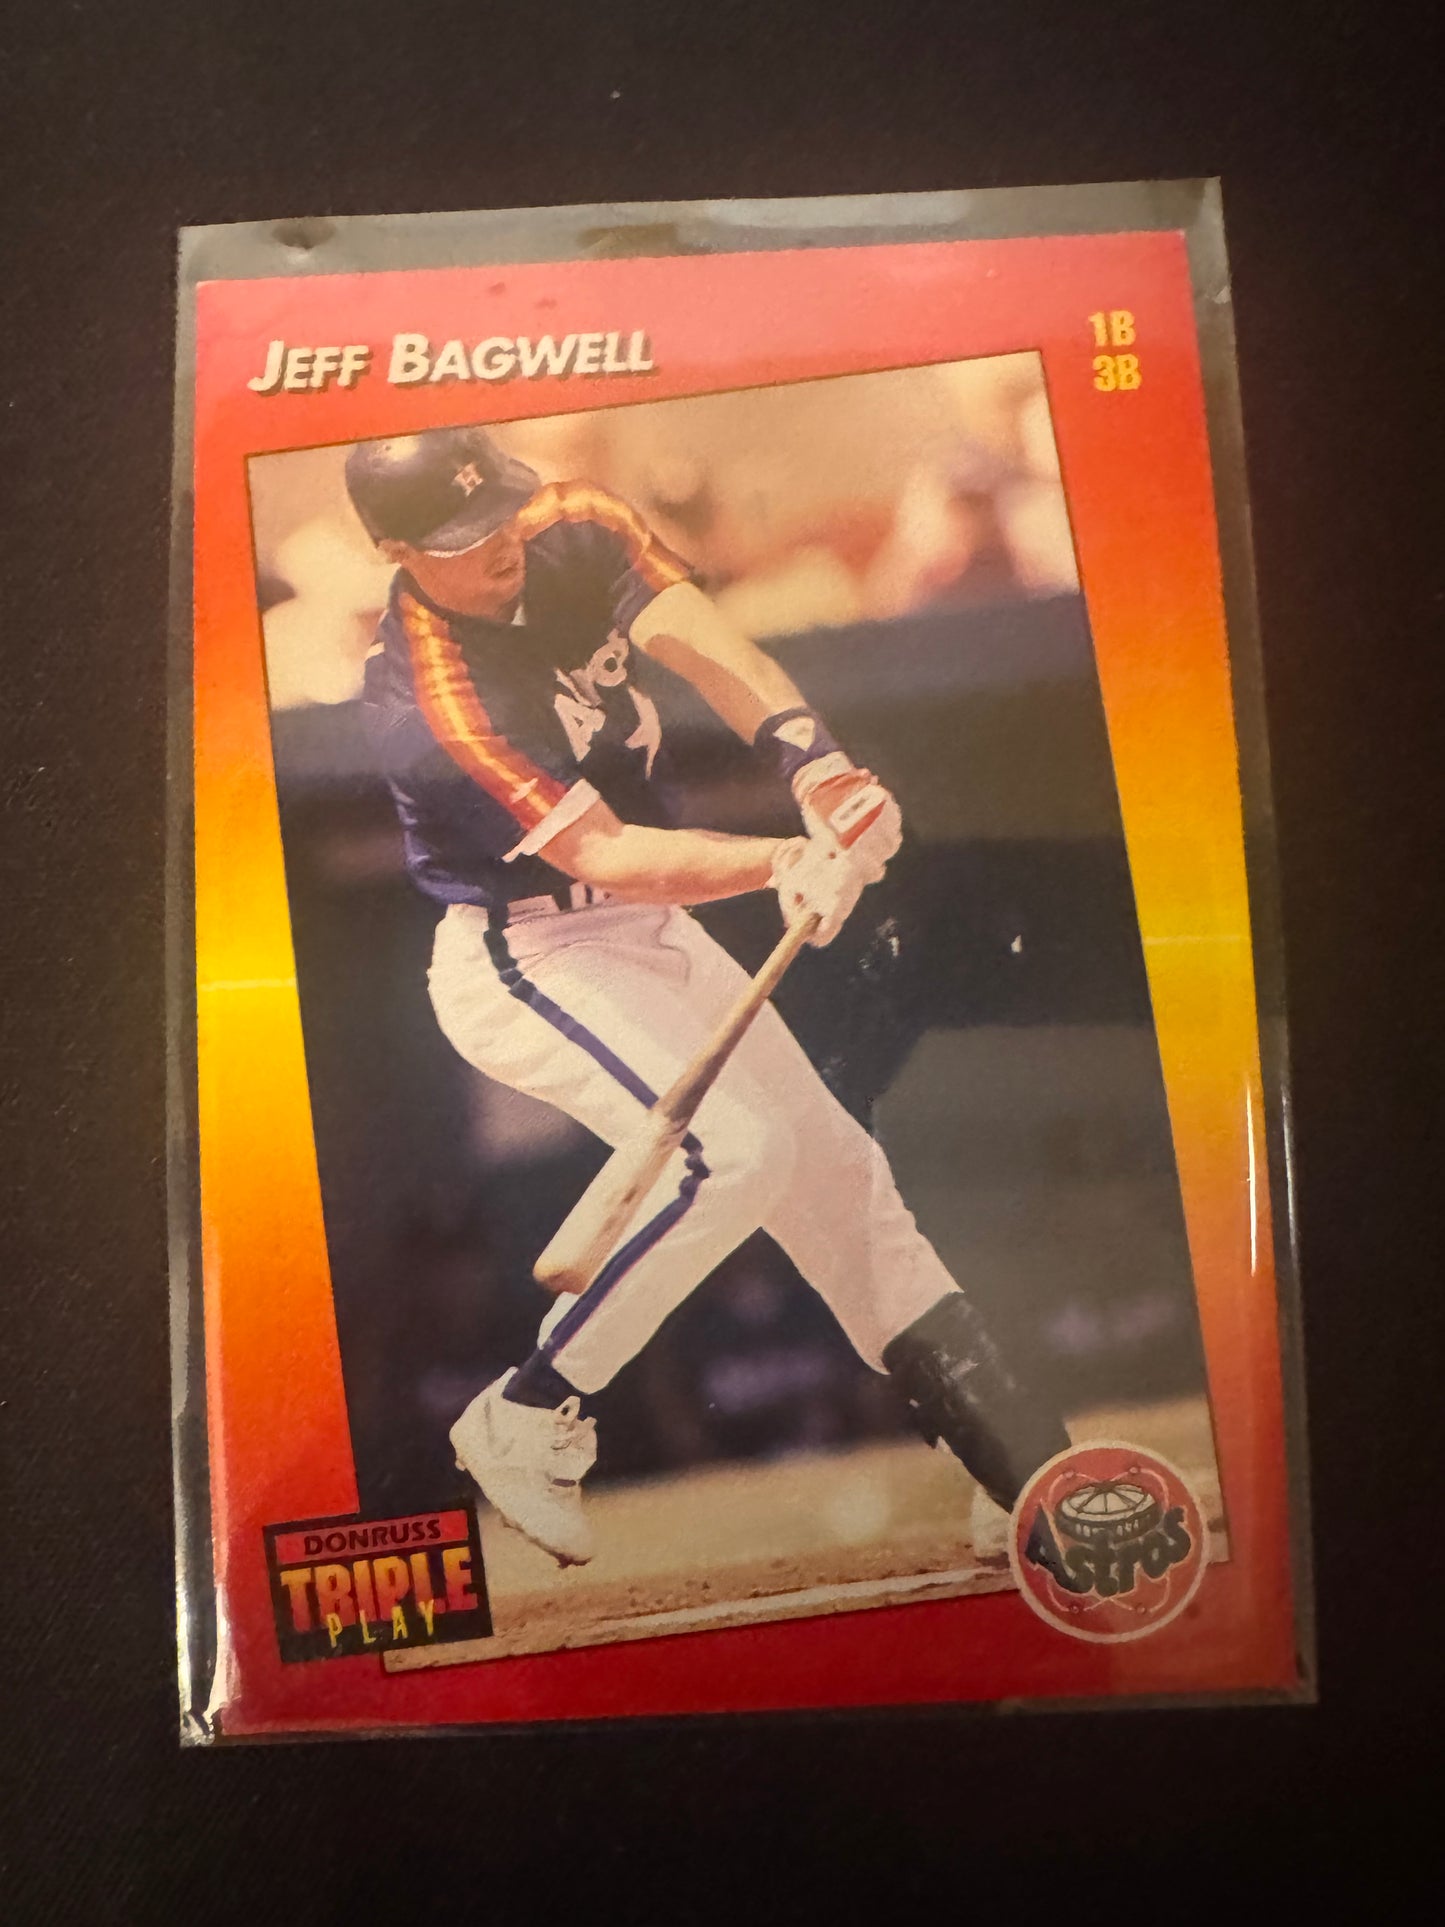 JEFF BAGWELL
1B
3B
H
DONRUSS
TRIPLE
PLAY
Astros